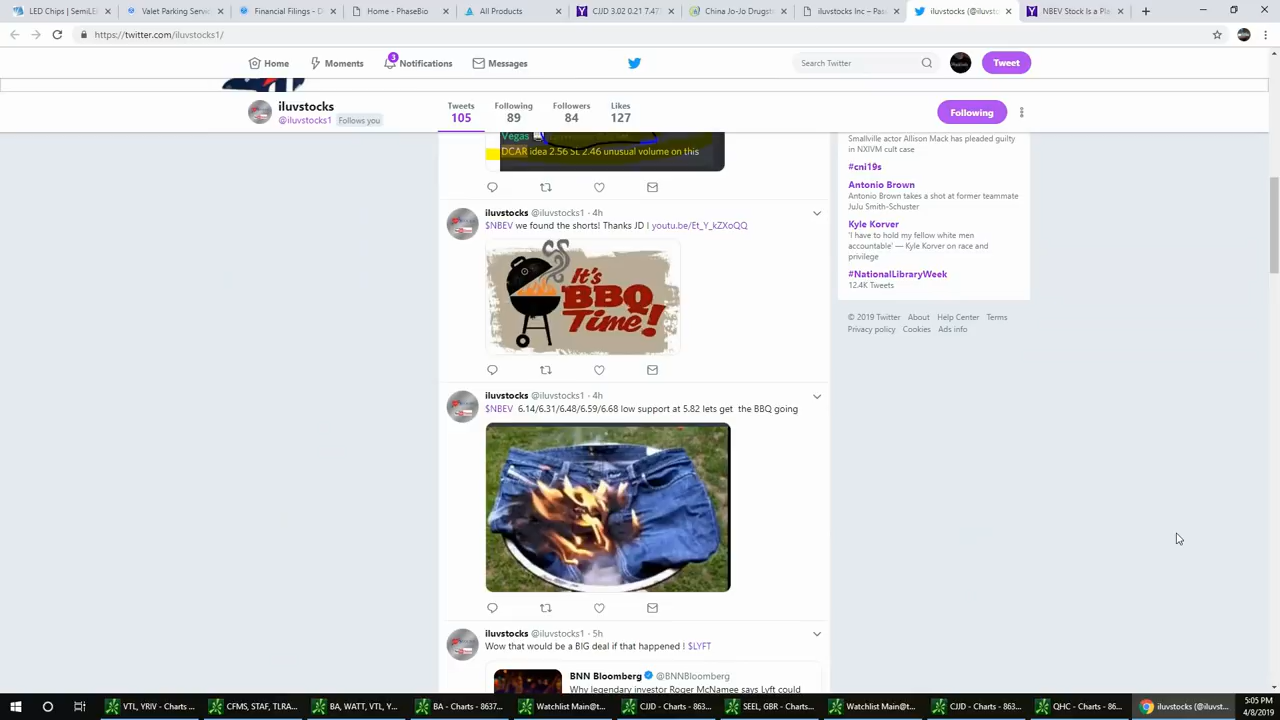 LED Chips | SemiLE
Valet Parking Servic
Financial Filings - D
Home - PhaseBio
All Products
CJJD 3.02 0.21 7.47
China Jo-Jo Drugst
iluvstocks Inc - Pas
iluvstocks (@iluvst
NBEV Stock Is a Pla
https://twitter.com/iluvstocks1/
3
Home
Moments
Notifications
Messages
Search Twitter
Tweet
iluvstocks
@iluvstocks1 Follows you
Tweets 105
Following 89
Followers 84
Likes 127
Following
Vegas
DCAR idea 2.56 SL 2.46 unusual volume on this
iluvstocks @iluvstocks1 · 4h
$NBEV we found the shorts! Thanks JD ! youtu.be/Et_Y_kZXoQQ
It's
BBQ
Time!
iluvstocks @iluvstocks1 · 4h
$NBEV 6.14/6.31/6.48/6.59/6.68 low support at 5.82 lets get the BBQ going
iluvstocks @iluvstocks1 · 5h
Wow that would be a BIG deal if that happened ! $LYFT
BNN Bloomberg @BNNBloomberg
Why legendary investor Roger McNamee says Lyft could
Smallville actor Allison Mack has pleaded guilty
in NXIVM cult case
#cni19s
Antonio Brown
Antonio Brown takes a shot at former teammate
JuJu Smith-Schuster
Kyle Korver
'I have to hold my fellow white men
accountable' — Kyle Korver on race and
privilege
#NationalLibraryWeek
12.4K Tweets
© 2019 Twitter About Help Center Terms
Privacy policy Cookies Ads info
VTL, YRIV - Charts ...
CFMS, STAF, TLRA...
BA, WATT, VTL, Y...
BA - Charts - 8637...
Watchlist Main@t...
CJJD - Charts - 863...
SEEL, GBR - Charts...
Watchlist Main@t...
CJJD - Charts - 863...
QHC - Charts - 86...
iluvstocks (@iluvst...
5:05 PM
4/8/2019